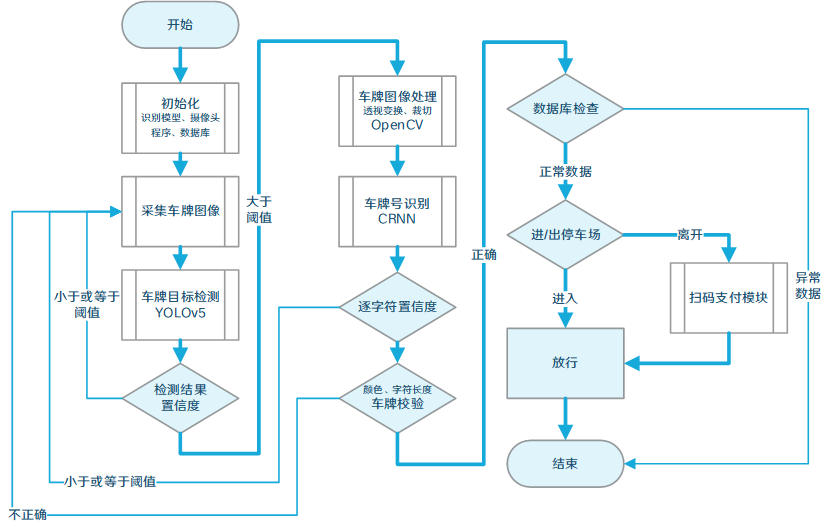 开始
初始化
识别模型、摄像头
程序、数据库
采集车牌图像
车牌目标检测
YOLOv5
检测结果
置信度
小于或等于
阈值
大于
阈值
车牌图像处理
透视变换、裁切
OpenCV
车牌号识别
CRNN
逐字符置信度
颜色、字符长度
车牌校验
小于或等于阈值
不正确
正确
数据库检查
正常数据
进/出停车场
离开
扫码支付模块
进入
放行
异常
数据
结束